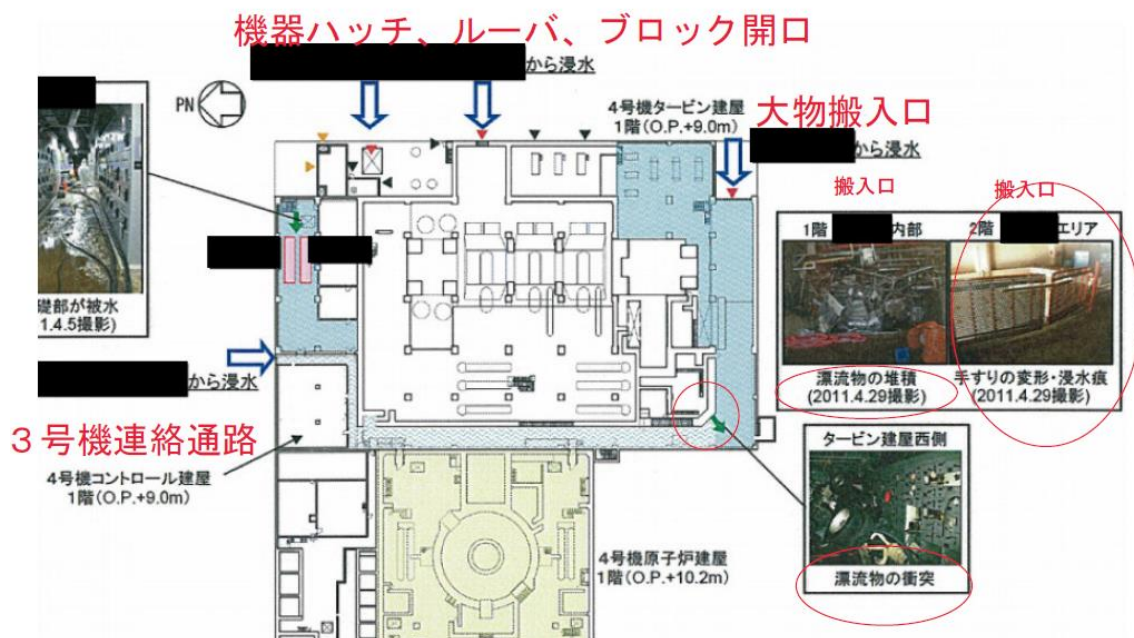 機器ハッチ、ルーバ、ブロック開口
から浸水
PN
4号機タービン建屋
1階(O.P.+9.0m)
大物搬入口
から浸水
搬入口
搬入口
1階
内部
2階
エリア
礎部が被水
1.4.5撮影)
漂流物の堆積
(2011.4.29撮影)
手すりの変形・浸水痕
(2011.4.29撮影)
から浸水
3号機連絡通路
4号機コントロール建屋
1階(O.P.+9.0m)
タービン建屋西側
漂流物の衝突
4号機原子炉建屋
1階(O.P.+10.2m)